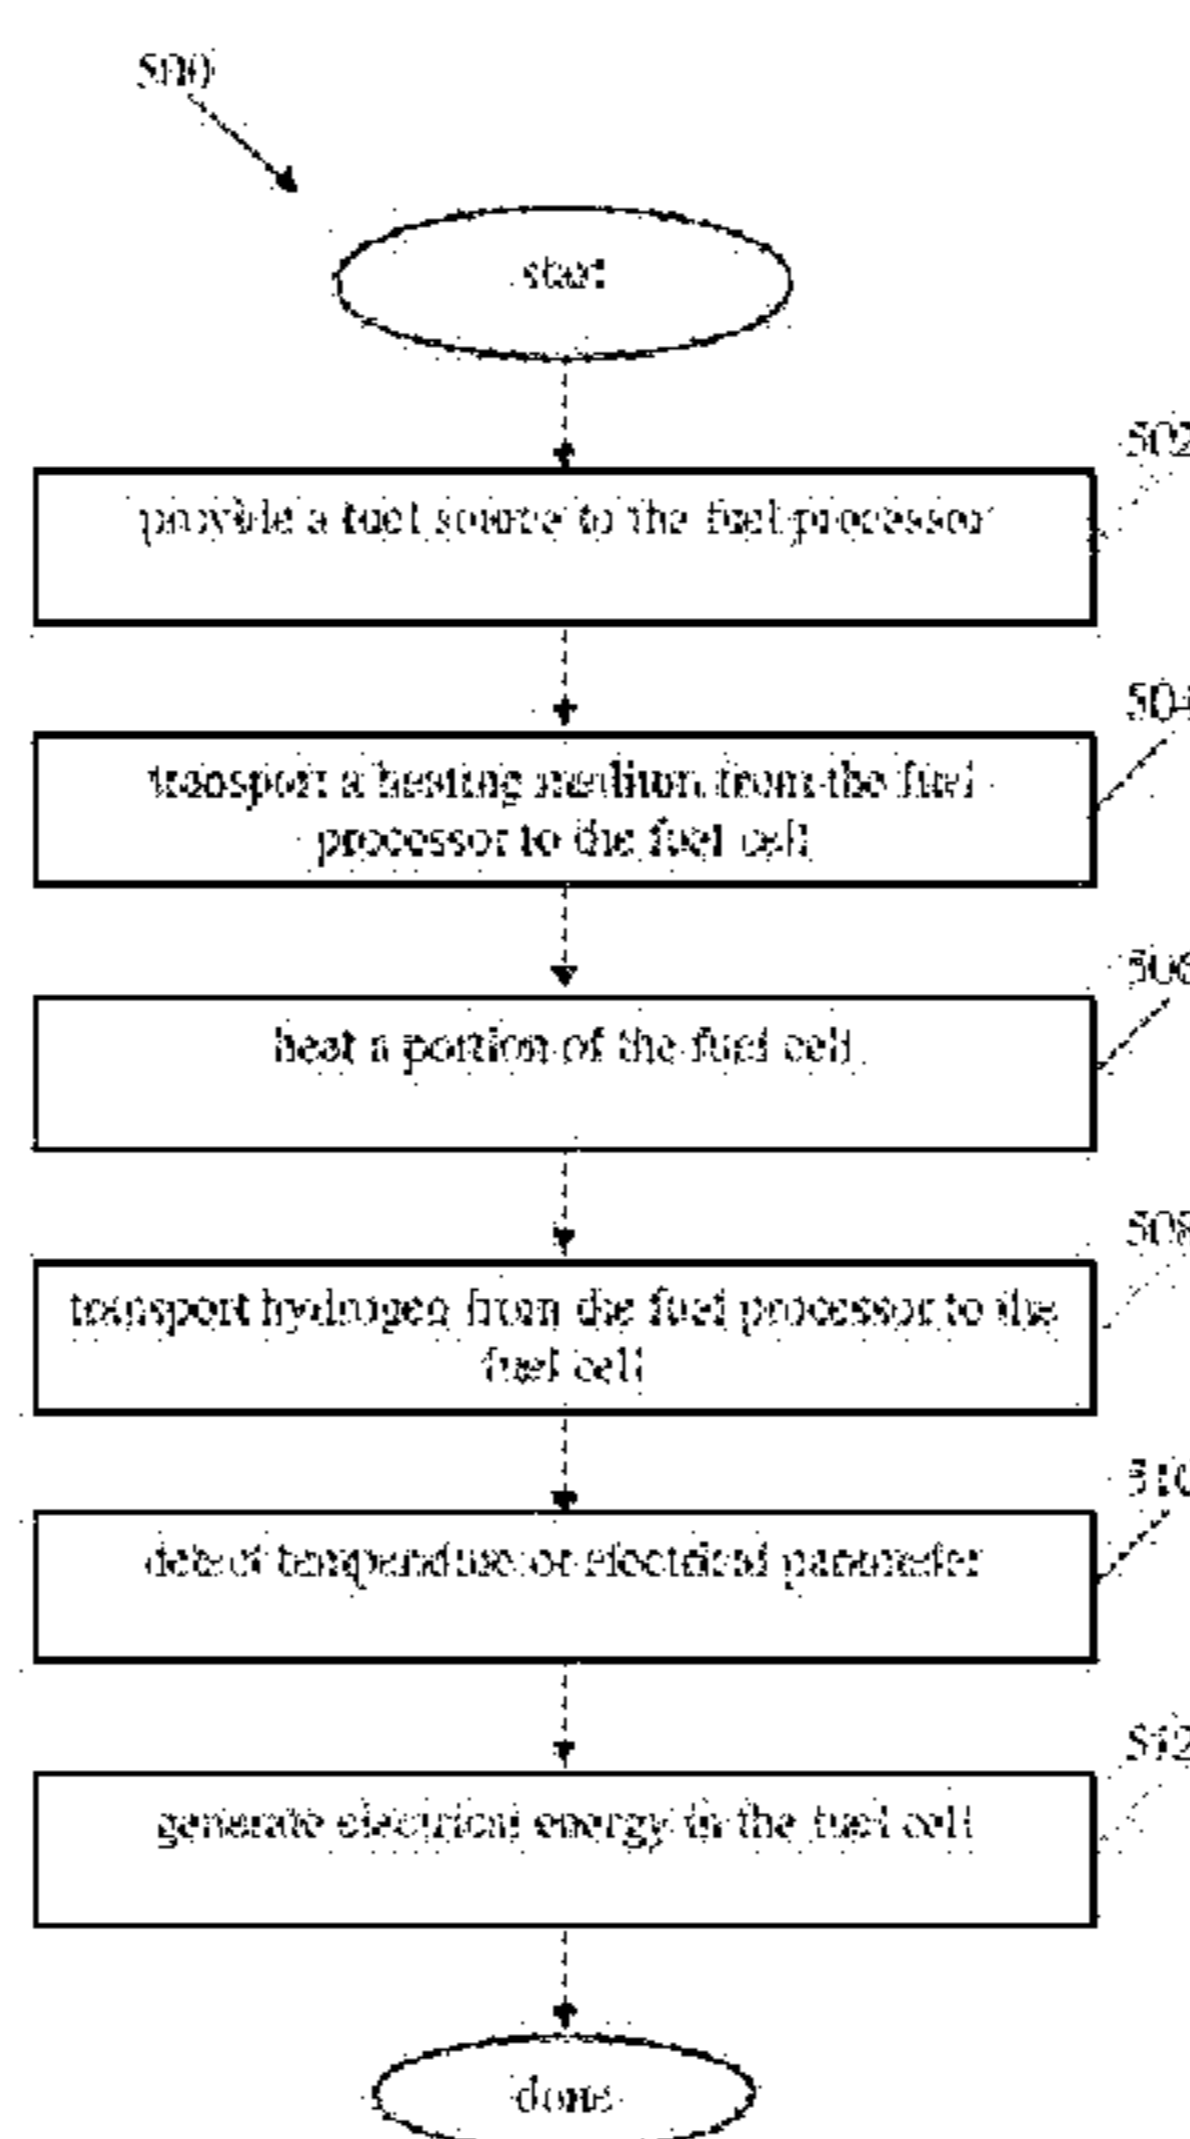 500
start
502
provide a fuel source to the fuel processor
504
transport a heating medium from the fuel
processor to the fuel cell
506
heat a portion of the fuel cell
508
transport hydrogen from the fuel processor to the
fuel cell
510
detect temperature or electrical parameter
512
generate electrical energy in the fuel cell
done